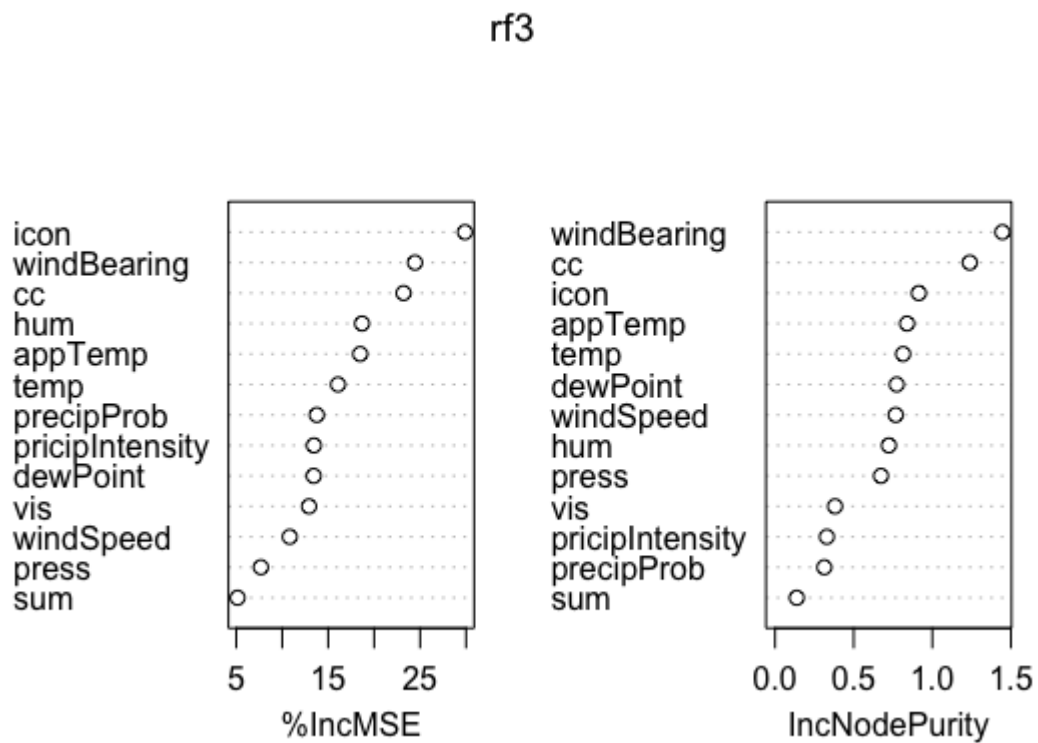 rf3
icon
windBearing
cc
hum
appTemp
temp
precipProb
pricipIntensity
dewPoint
vis
windSpeed
press
sum
5 15 25
%IncMSE
windBearing
cc
icon
appTemp
temp
dewPoint
windSpeed
hum
press
vis
pricipIntensity
precipProb
sum
0.0 0.5 1.0 1.5
IncNodePurity